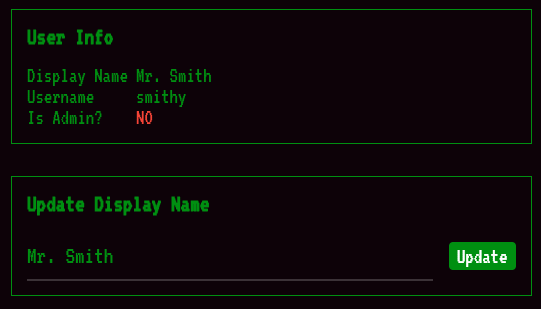 User Info
Display Name Mr. Smith
Username smithy
Is Admin? NO
Update Display Name
Mr. Smith Update